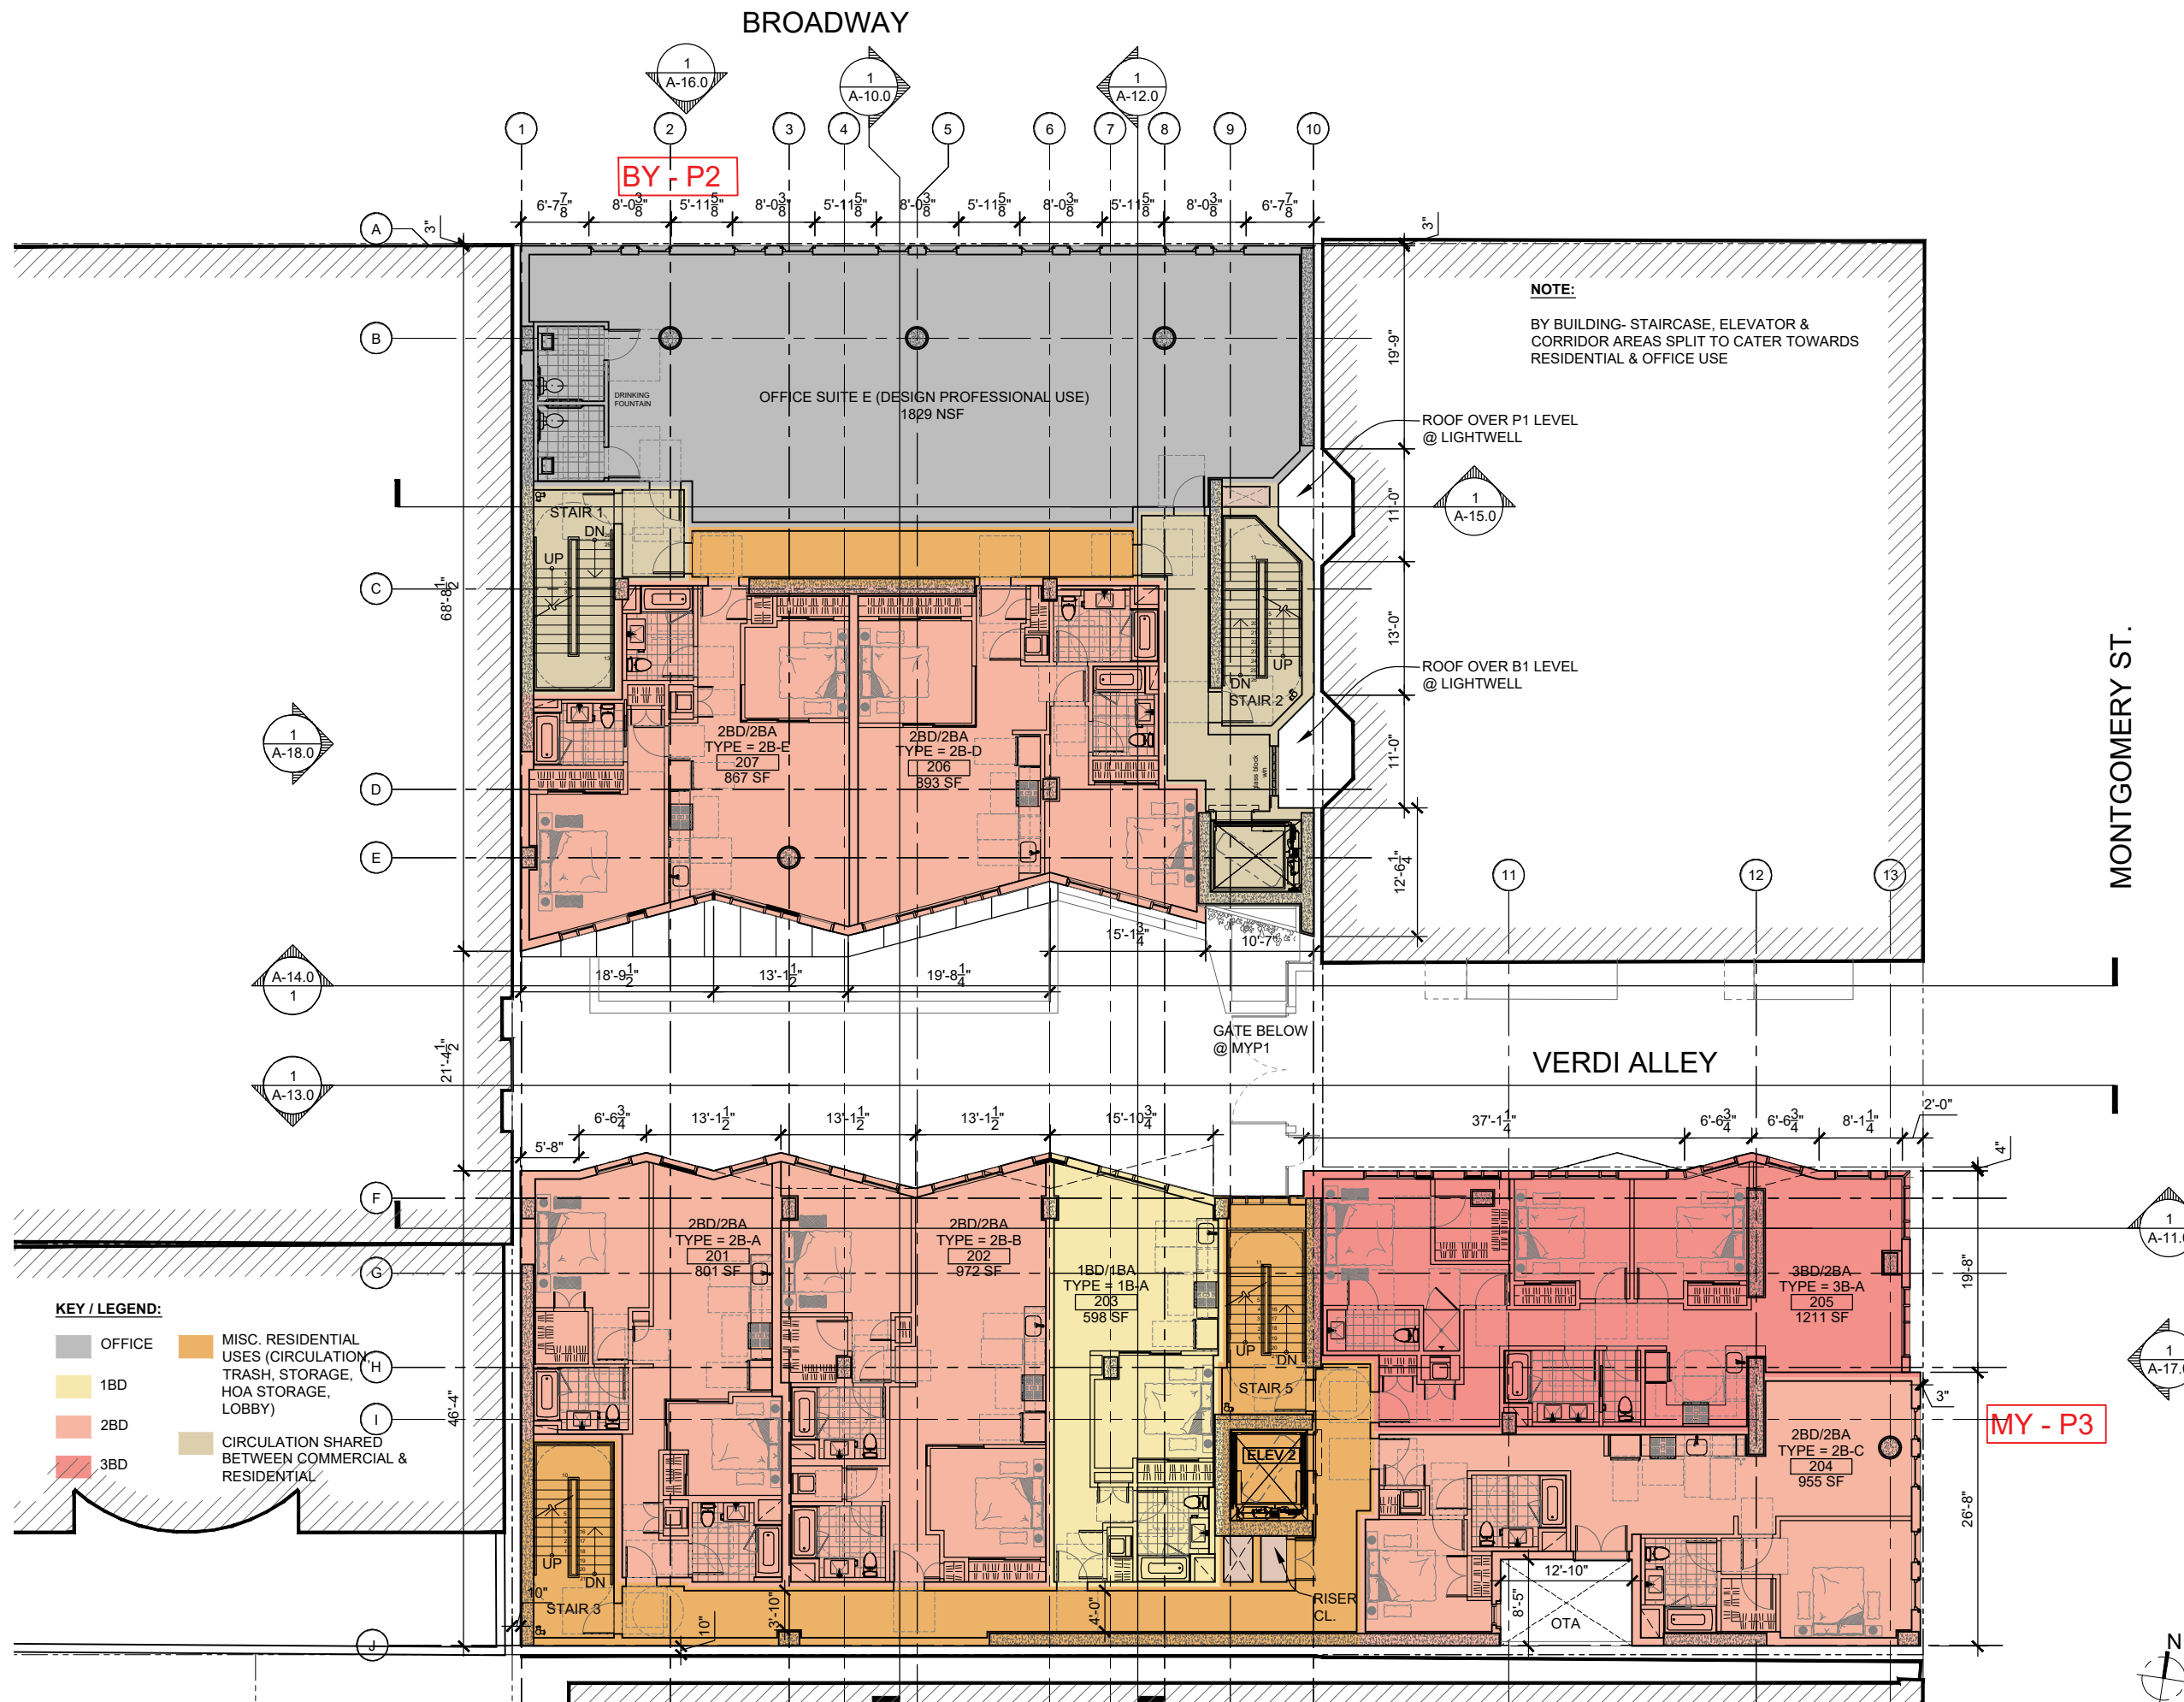 BROADWAY
1
A-16.0
1
A-10.0
1
A-12.0
1
2
3
4
5
6
7
8
9
10
BY - P2
6'-7 7/8"
8'-0 3/8"
5'-11 5/8"
8'-0 3/8"
5'-11 5/8"
8'-0 3/8"
5'-11 5/8"
8'-0 3/8"
5'-11 5/8"
8'-0 3/8"
6'-7 7/8"
A
3"
3"
NOTE:
BY BUILDING- STAIRCASE, ELEVATOR &
CORRIDOR AREAS SPLIT TO CATER TOWARDS
RESIDENTIAL & OFFICE USE
B
19'-9"
DRINKING
FOUNTAIN
OFFICE SUITE E (DESIGN PROFESSIONAL USE)
1829 NSF
ROOF OVER P1 LEVEL
@ LIGHTWELL
1
A-15.0
11'-0"
STAIR 1
DN
UP
C
68'-8 1/2"
13'-0"
ROOF OVER B1 LEVEL
@ LIGHTWELL
UP
DN
STAIR 2
MONTGOMERY ST.
1
A-18.0
2BD/2BA
TYPE = 2B-E
207
867 SF
2BD/2BA
TYPE = 2B-D
206
893 SF
glass block
win
11'-0"
D
E
12'-6 1/4"
11
12
13
15'-1 3/4"
10'-7"
A-14.0
1
18'-9 1/2"
13'-1 1/2"
19'-8 1/4"
GATE BELOW
@ MYP1
21'-4 1/2"
VERDI ALLEY
1
A-13.0
5'-8"
6'-6 3/4"
13'-1 1/2"
13'-1 1/2"
13'-1 1/2"
15'-10 3/4"
37'-1 1/4"
6'-6 3/4"
6'-6 3/4"
8'-1 1/4"
2'-0"
4"
F
1
A-11.0
2BD/2BA
TYPE = 2B-A
201
801 SF
2BD/2BA
TYPE = 2B-B
202
972 SF
1BD/1BA
TYPE = 1B-A
203
598 SF
3BD/2BA
TYPE = 3B-A
205
1211 SF
G
19'-8"
KEY / LEGEND:
OFFICE
1BD
2BD
3BD
MISC. RESIDENTIAL
USES (CIRCULATION,
TRASH, STORAGE,
HOA STORAGE,
LOBBY)
CIRCULATION SHARED
BETWEEN COMMERCIAL &
RESIDENTIAL
H
UP
DN
STAIR 5
1
A-17.0
3"
I
46'-4"
MY - P3
ELEV 2
2BD/2BA
TYPE = 2B-C
204
955 SF
26'-8"
UP
DN
STAIR 3
10"
10"
3'-10"
4'-0"
RISER
CL.
12'-10"
8'-5"
OTA
J
N